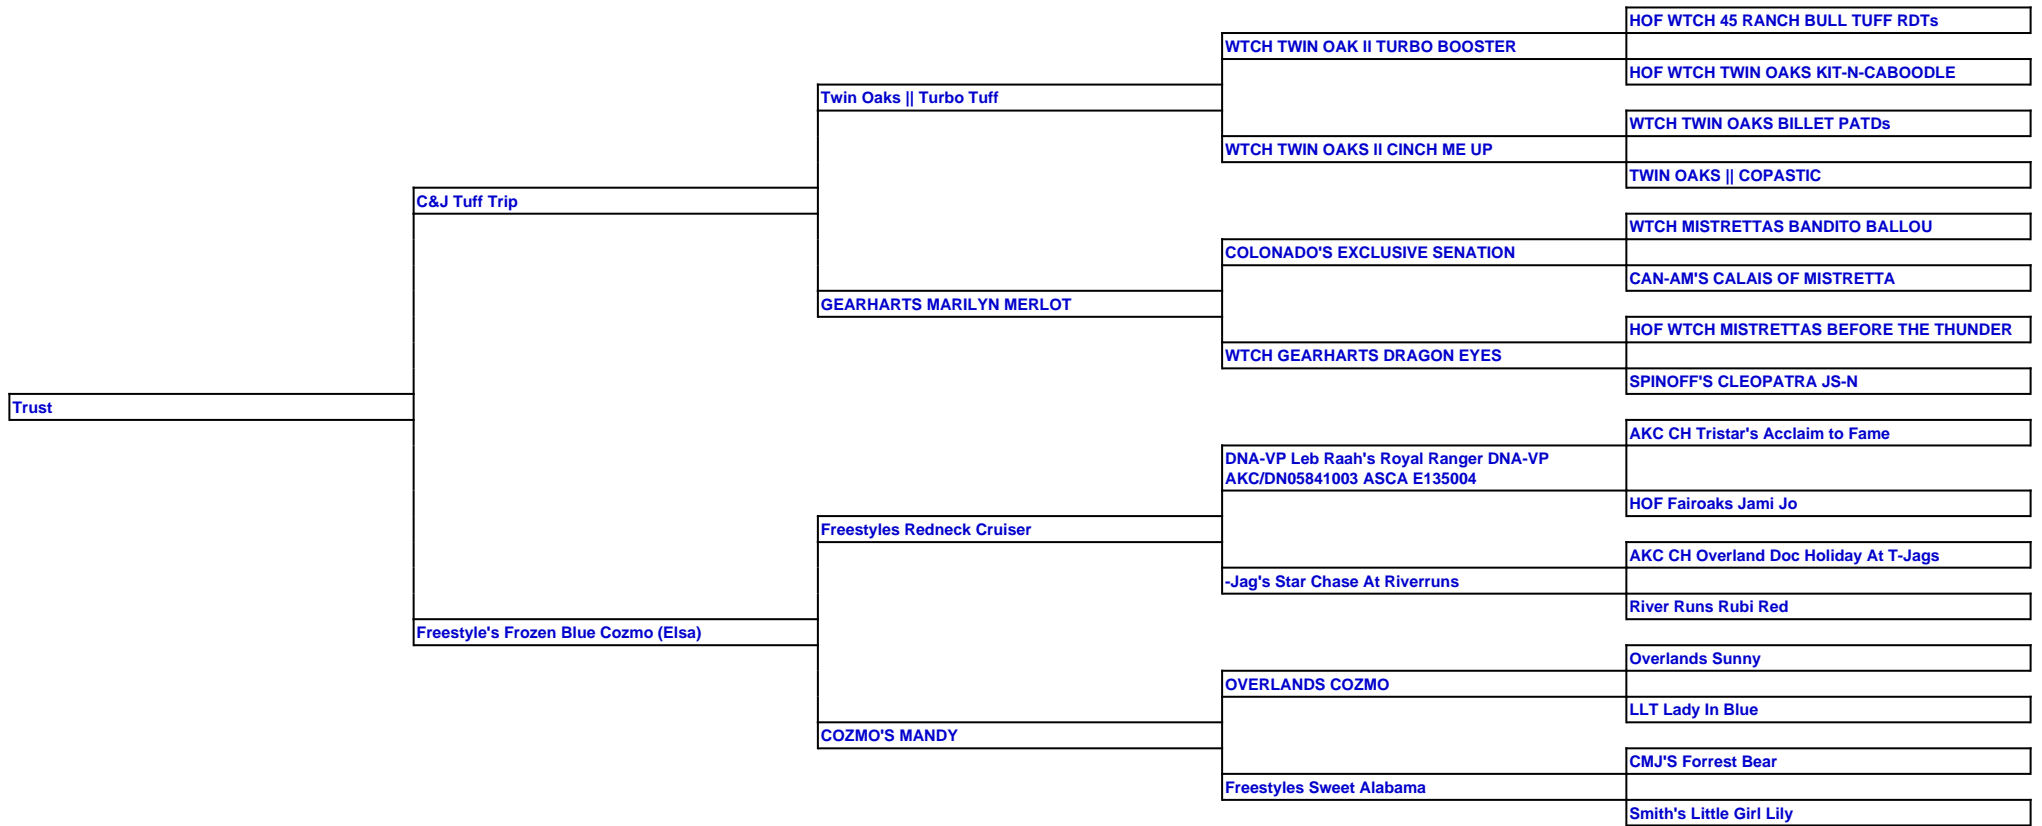 HOF WTCH 45 RANCH BULL TUFF RDTs
WTCH TWIN OAK II TURBO BOOSTER
HOF WTCH TWIN OAKS KIT-N-CABOODLE
Twin Oaks || Turbo Tuff
WTCH TWIN OAKS BILLET PATDs
WTCH TWIN OAKS II CINCH ME UP
TWIN OAKS || COPASTIC
C&J Tuff Trip
WTCH MISTRETTAS BANDITO BALLOU
COLONADO'S EXCLUSIVE SENATION
CAN-AM'S CALAIS OF MISTRETTA
GEARHARTS MARILYN MERLOT
HOF WTCH MISTRETTAS BEFORE THE THUNDER
WTCH GEARHARTS DRAGON EYES
SPINOFF'S CLEOPATRA JS-N
Trust
AKC CH Tristar's Acclaim to Fame
DNA-VP Leb Raah's Royal Ranger DNA-VP
AKC/DN05841003 ASCA E135004
HOF Fairoaks Jami Jo
Freestyles Redneck Cruiser
AKC CH Overland Doc Holiday At T-Jags
-Jag's Star Chase At Riverruns
River Runs Rubi Red
Freestyle's Frozen Blue Cozmo (Elsa)
Overlands Sunny
OVERLANDS COZMO
LLT Lady In Blue
COZMO'S MANDY
CMJ'S Forrest Bear
Freestyles Sweet Alabama
Smith's Little Girl Lily